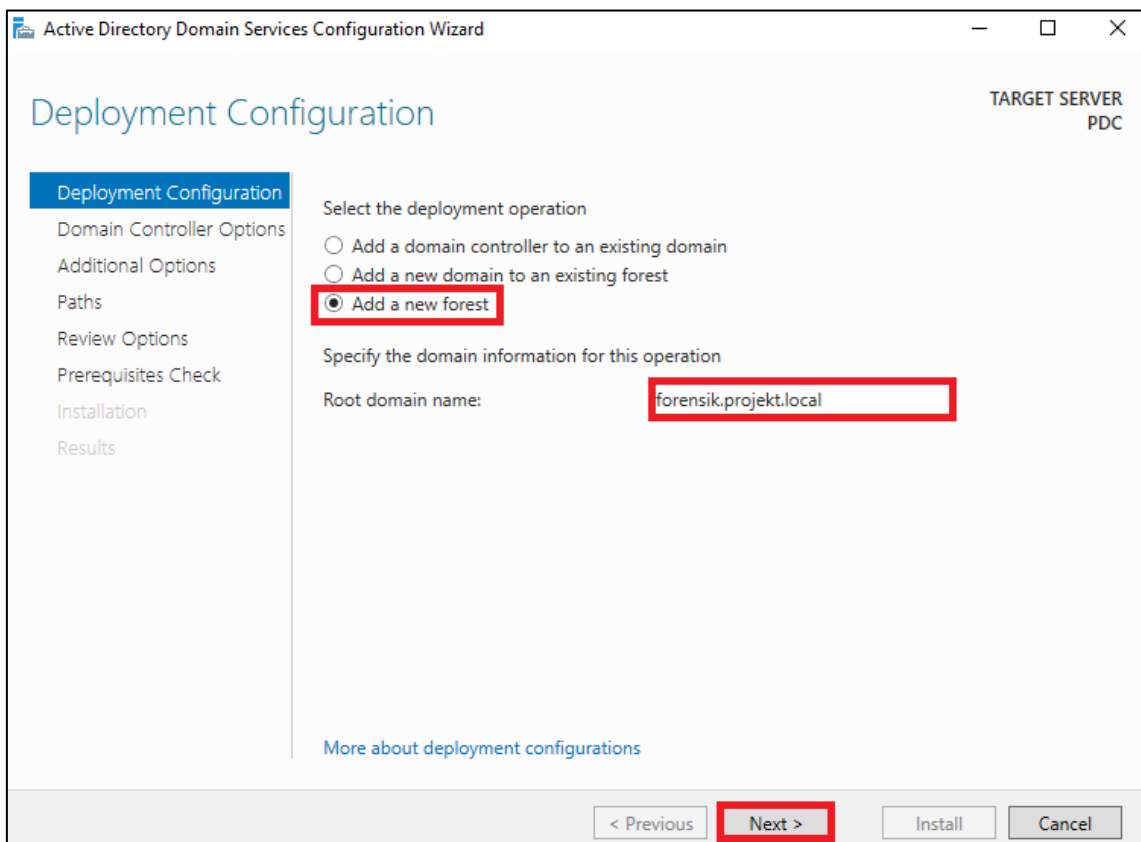 Active Directory Domain Services Configuration Wizard
Deployment Configuration
TARGET SERVER
PDC
Deployment Configuration
Domain Controller Options
Additional Options
Paths
Review Options
Prerequisites Check
Installation
Results
Select the deployment operation
Add a domain controller to an existing domain
Add a new domain to an existing forest
Add a new forest
Specify the domain information for this operation
Root domain name:
forensik.projekt.local
More about deployment configurations
< Previous
Next >
Install
Cancel